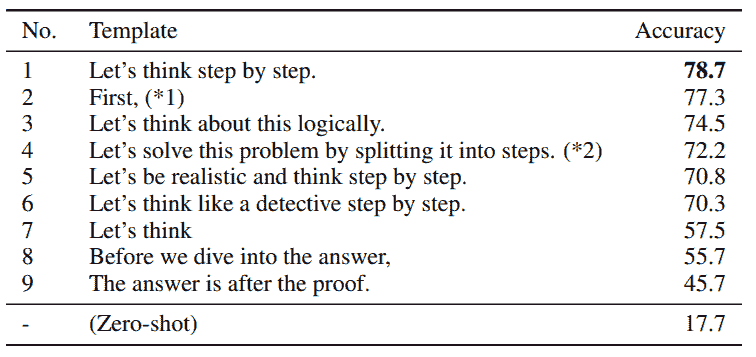 No. Template Accuracy
1 Let's think step by step. 78.7
2 First, (*1) 77.3
3 Let's think about this logically. 74.5
4 Let's solve this problem by splitting it into steps. (*2) 72.2
5 Let's be realistic and think step by step. 70.8
6 Let's think like a detective step by step. 70.3
7 Let's think 57.5
8 Before we dive into the answer, 55.7
9 The answer is after the proof. 45.7
- (Zero-shot) 17.7